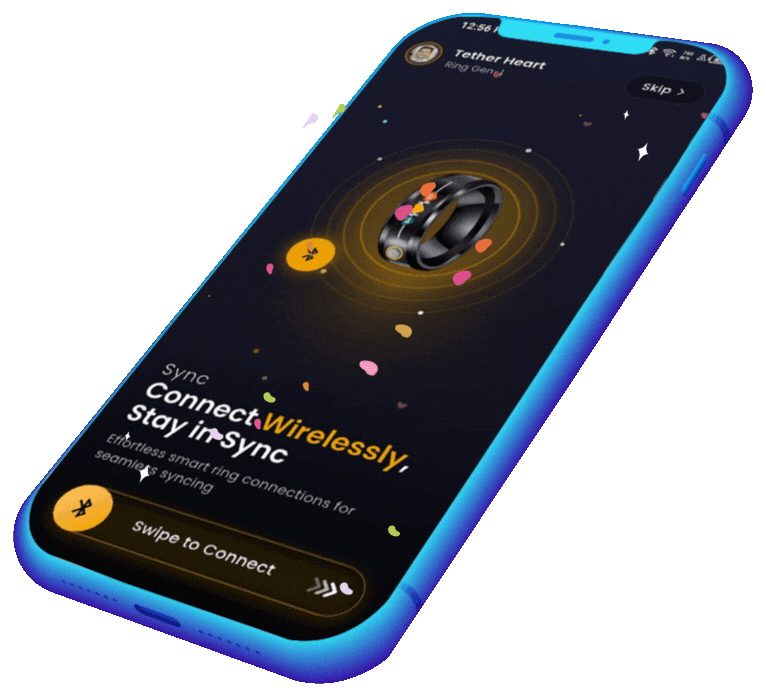 12:56
Tether Heart
Ring Gen
Skip >
Sync
Connect Wirelessly,
Stay in Sync
Effortless smart ring connections for
seamless syncing
Swipe to Connect